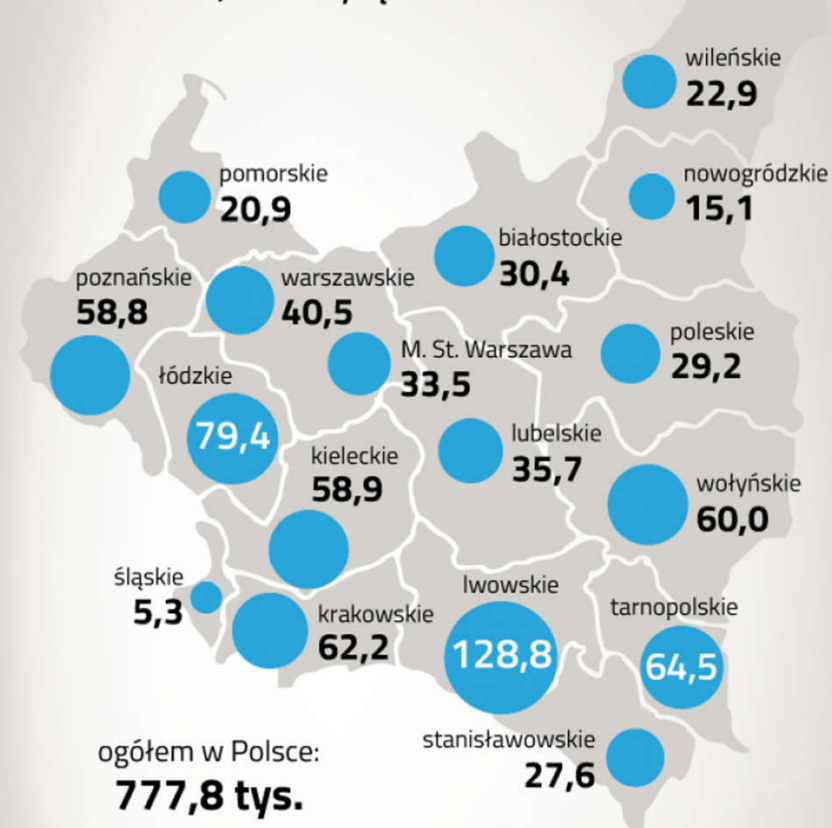 wileńskie
22,9
pomorskie
20,9
nowogródzkie
15,1
białostockie
30,4
poznańskie
58,8
warszawskie
40,5
M. St. Warszawa
33,5
poleskie
29,2
łódzkie
79,4
kieleckie
58,9
lubelskie
35,7
wołyńskie
60,0
śląskie
5,3
krakowskie
62,2
lwowskie
128,8
tarnopolskie
64,5
stanisławowskie
27,6
ogółem w Polsce:
777,8 tys.